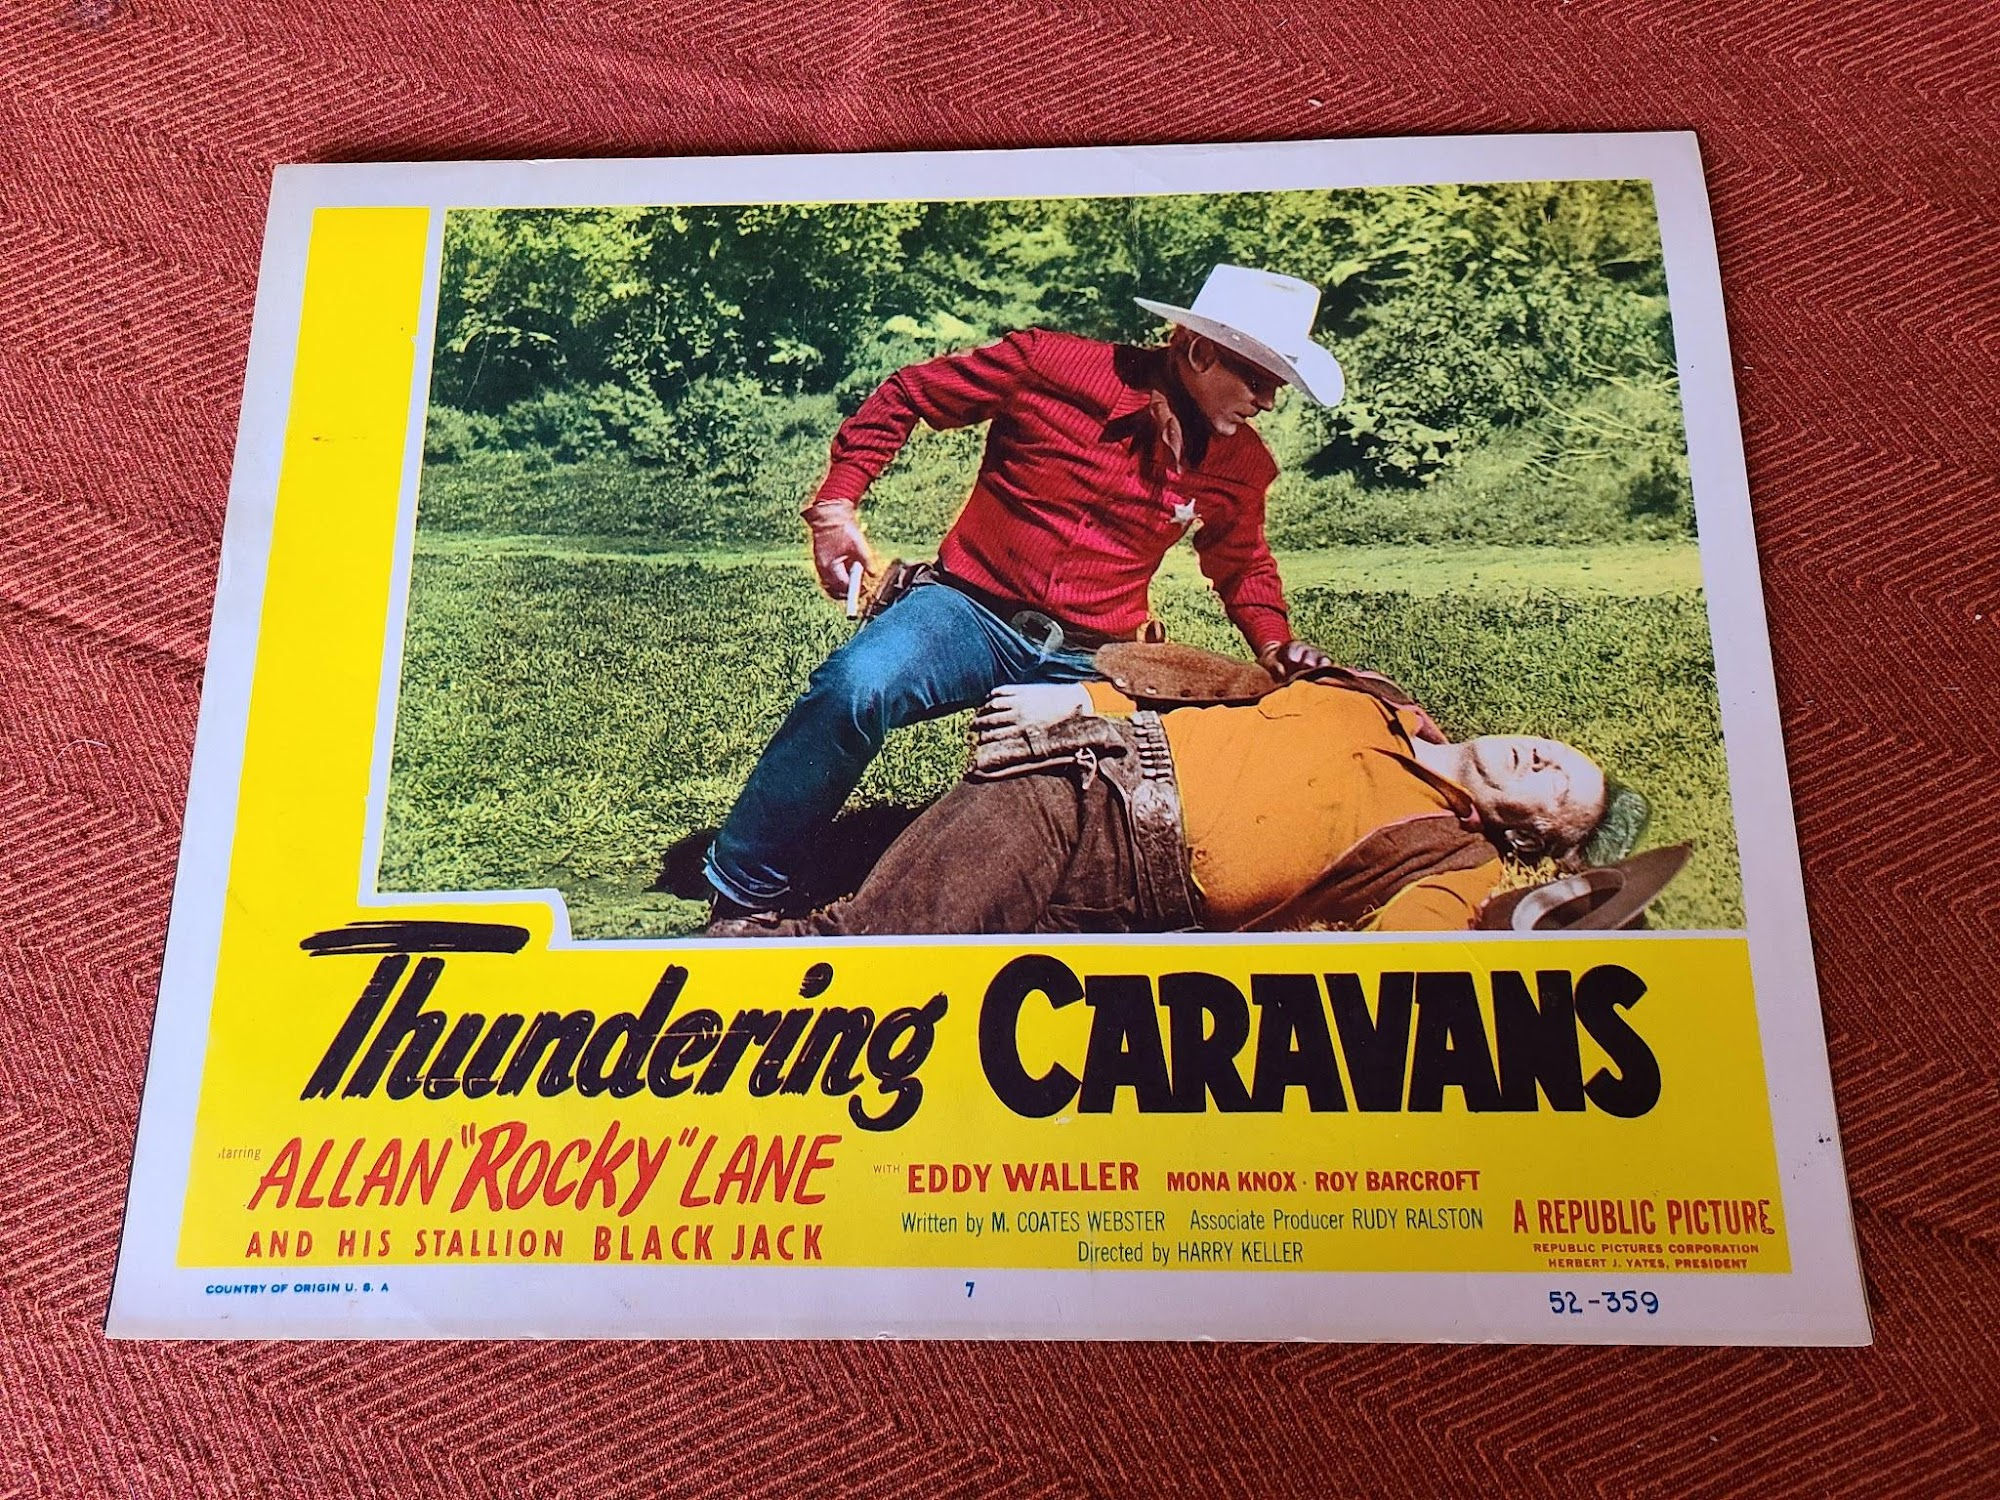 Thundering CARAVANS
starring ALLAN "ROCKY" LANE
AND HIS STALLION BLACK JACK
WITH EDDY WALLER MONA KNOX · ROY BARCROFT
Written by M. COATES WEBSTER Associate Producer RUDY RALSTON
Directed by HARRY KELLER
A REPUBLIC PICTURE
REPUBLIC PICTURES CORPORATION
HERBERT J. YATES, PRESIDENT
COUNTRY OF ORIGIN U. S. A
7
52-359